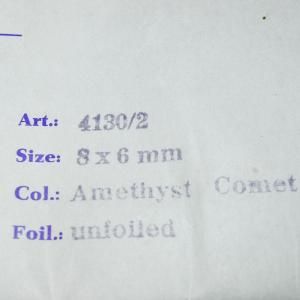 Art.: 4130/2
Size: 8 x 6 mm
Col.: Amethyst Comet
Foil.: unfoiled